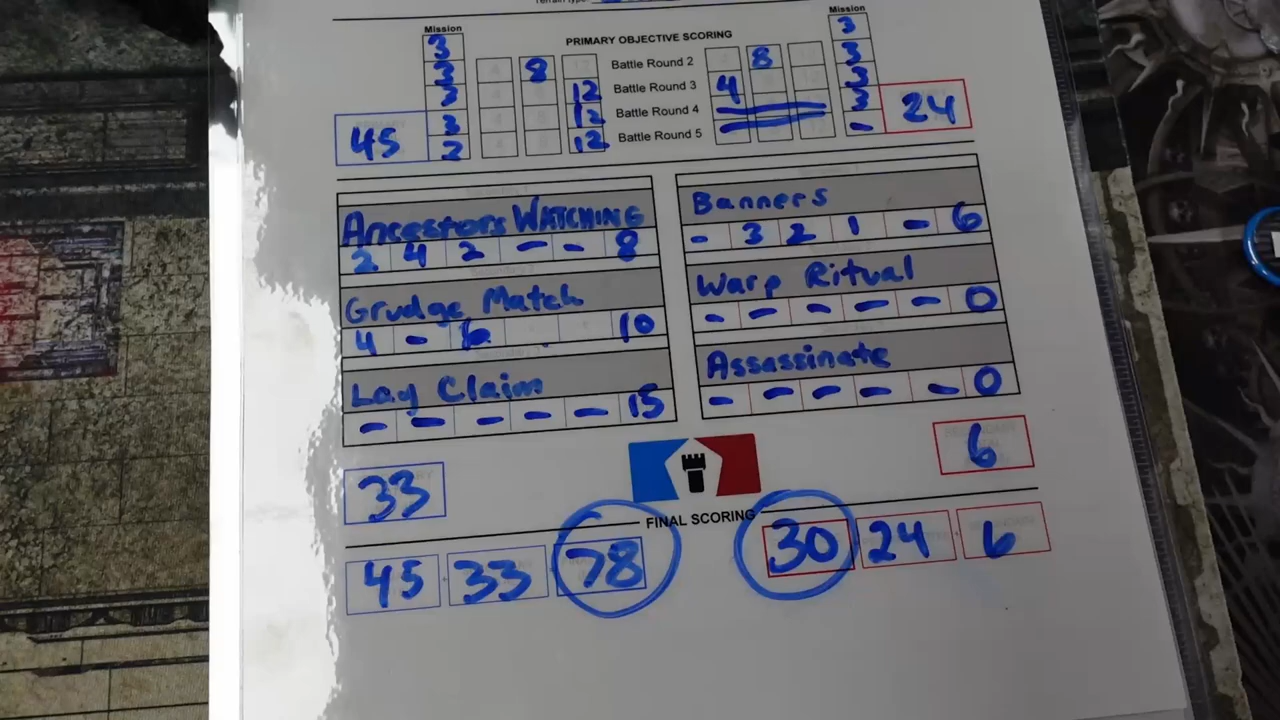 Mission
Mission
PRIMARY OBJECTIVE SCORING
3 3
3 8 Battle Round 2 8 3
3 12 Battle Round 3 4 3
3 12 Battle Round 4 3
2 12 Battle Round 5 -
45 24
Ancestors WATCHING
2 4 2 - - 8
Grudge Match
4 - 6 10
Lay Claim
- - - - - 15
33
Banners
- 3 2 1 - 6
Warp Ritual
- - - - - 0
Assassinate
- - - - - 0
6
FINAL SCORING
45 33 78 30 24 6